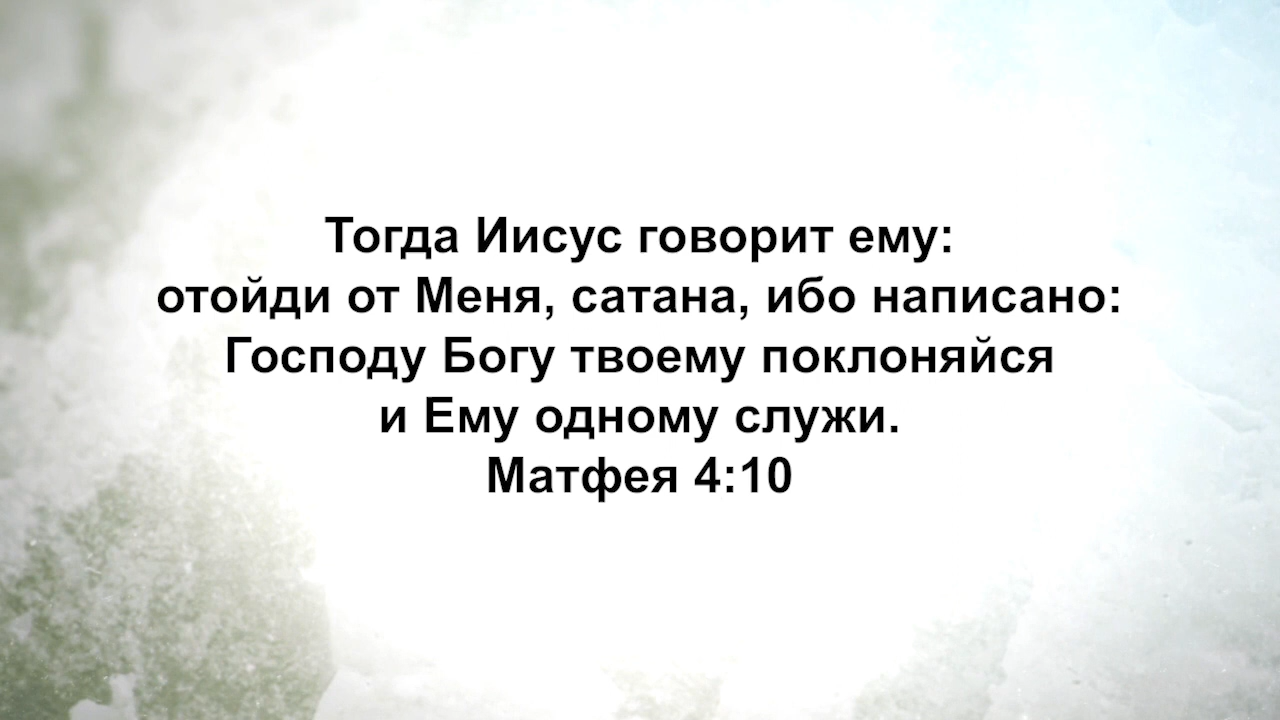 Тогда Иисус говорит ему:
отойди от Меня, сатана, ибо написано:
Господу Богу твоему поклоняйся
и Ему одному служи.
Матфея 4:10